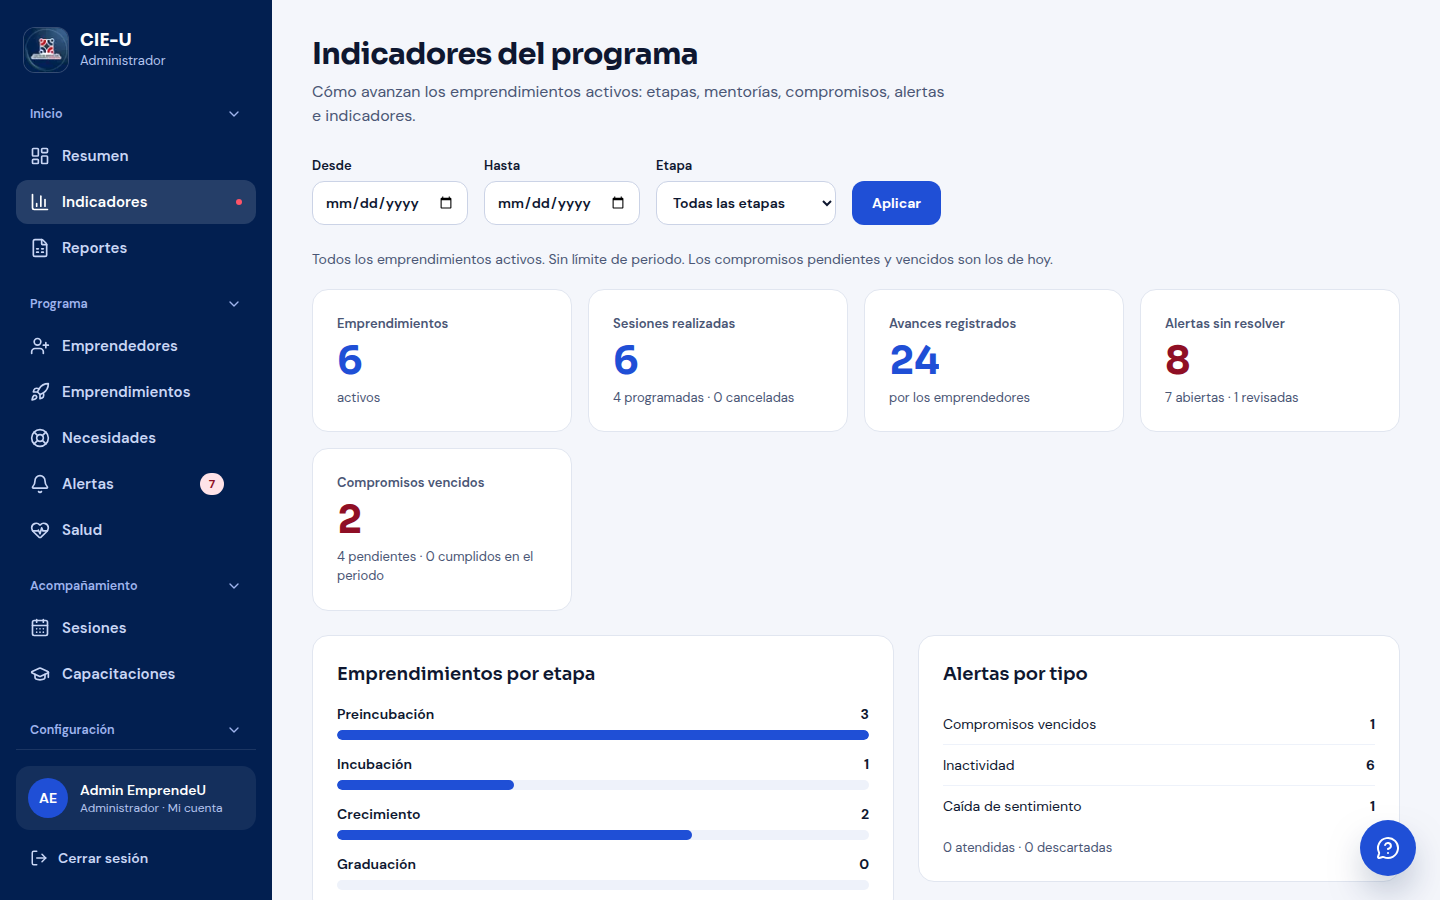 CIE-U
Administrador
Inicio
Resumen
Indicadores
Reportes
Programa
Emprendedores
Emprendimientos
Necesidades
Alertas
7
Salud
Acompañamiento
Sesiones
Capacitaciones
Configuración
AE
Admin EmprendeU
Administrador · Mi cuenta
Cerrar sesión
Indicadores del programa
Cómo avanzan los emprendimientos activos: etapas, mentorías, compromisos, alertas
e indicadores.
Desde
Hasta
Etapa
mm/dd/yyyy
mm/dd/yyyy
Todas las etapas
Aplicar
Todos los emprendimientos activos. Sin límite de periodo. Los compromisos pendientes y vencidos son los de hoy.
Emprendimientos
6
activos
Sesiones realizadas
6
4 programadas · 0 canceladas
Avances registrados
24
por los emprendedores
Alertas sin resolver
8
7 abiertas · 1 revisadas
Compromisos vencidos
2
4 pendientes · 0 cumplidos en el
periodo
Emprendimientos por etapa
Preincubación 3
Incubación 1
Crecimiento 2
Graduación 0
Alertas por tipo
Compromisos vencidos 1
Inactividad 6
Caída de sentimiento 1
0 atendidas · 0 descartadas